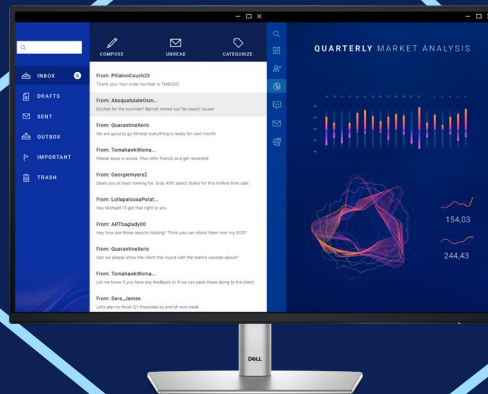 COMPOSE
UNREAD
CATEGORIZE
INBOX
DRAFTS
SENT
OUTBOX
IMPORTANT
TRASH
From: PillalooCouch23
Thank you! Your order number is
From: AbsquatulateOsm...
Excited for the summer? Barrett rented our fav beach house!
From: QuarantineXeric
We are good to go Almost everything is ready for next month
From: TomahawkWoma...
Please leave a review. Plus refer friends and get rewarded.
From: Georgiemyers2
Deals you've been looking for. Grab 40% select styles for this limited-time sale.
From: LollapaloosaPotat...
Hey Michael! I'll get that right to you.
From: ARTbaglady00
Hey, how are those reports looking? Think you can shoot them over my EOD?
From: QuarantineXeric
Can we please show the client this round with the team's caveats above?
From: TomahawkWoma...
Let me know if you have any feedback or if we can pass these along to the client
From: Sara_James
Let's plan to finish Q1 financials by end of next week
QUARTERLY MARKET ANALYSIS
154,03
244,43
DELL